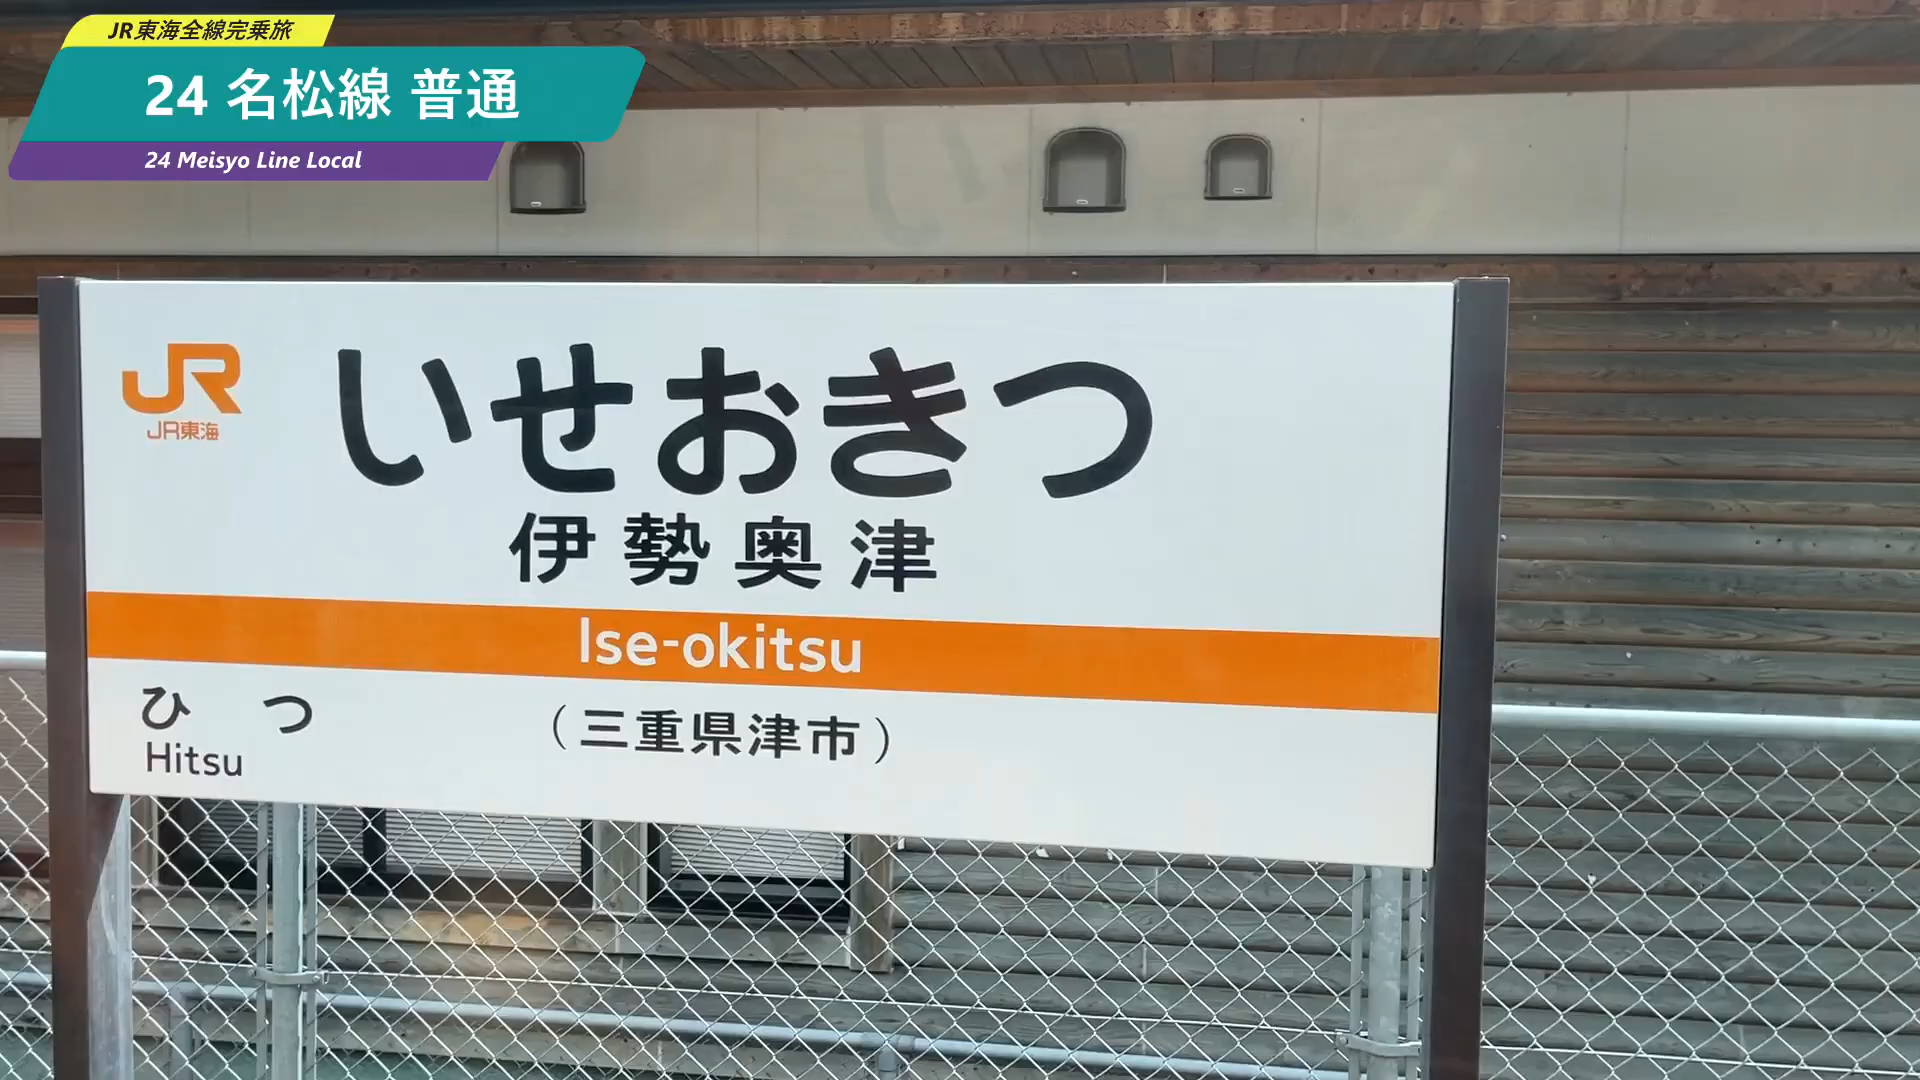 JR東海全線完乗旅
24 名松線 普通
24 Meisyo Line Local
JR
JR東海
いせおきつ
伊勢奥津
Ise-okitsu
ひつ
Hitsu
(三重県津市)